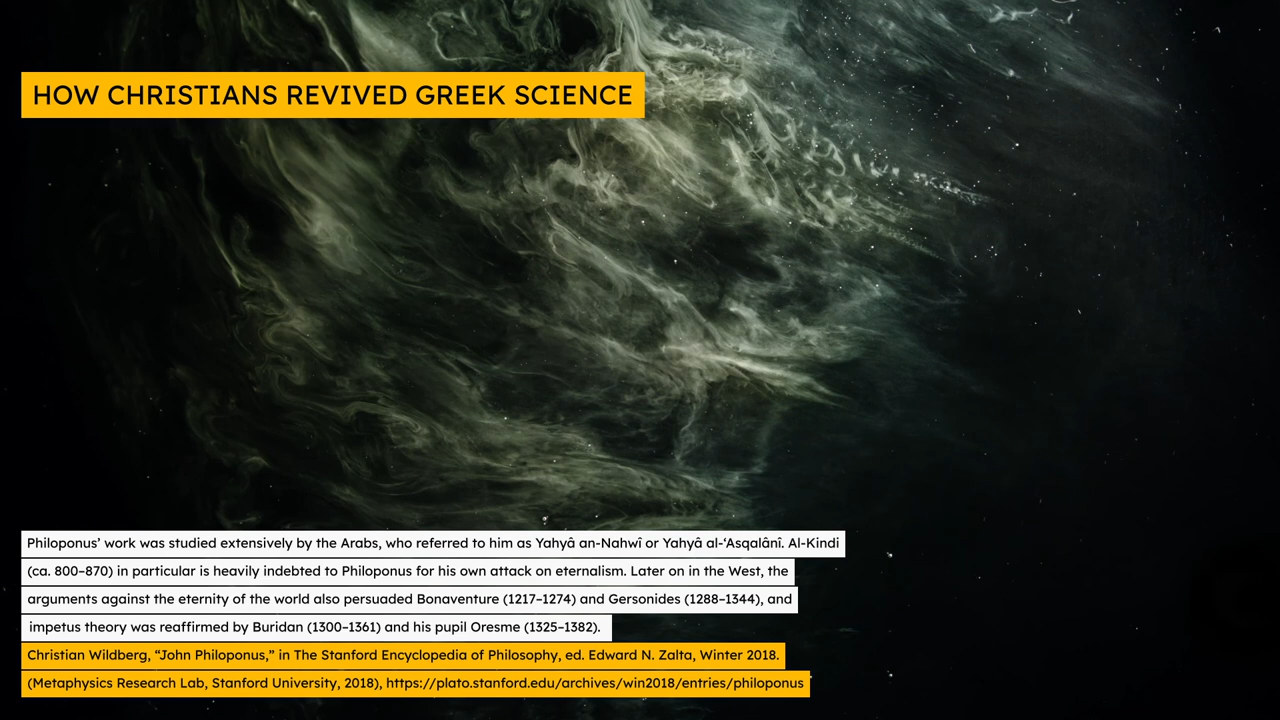 HOW CHRISTIANS REVIVED GREEK SCIENCE
Philoponus’ work was studied extensively by the Arabs, who referred to him as Yahyâ an-Nahwî or Yahyâ al-‘Asqalânî. Al-Kindi
(ca. 800–870) in particular is heavily indebted to Philoponus for his own attack on eternalism. Later on in the West, the
arguments against the eternity of the world also persuaded Bonaventure (1217–1274) and Gersonides (1288–1344), and
impetus theory was reaffirmed by Buridan (1300–1361) and his pupil Oresme (1325–1382).
Christian Wildberg, “John Philoponus,” in The Stanford Encyclopedia of Philosophy, ed. Edward N. Zalta, Winter 2018.
(Metaphysics Research Lab, Stanford University, 2018), https://plato.stanford.edu/archives/win2018/entries/philoponus